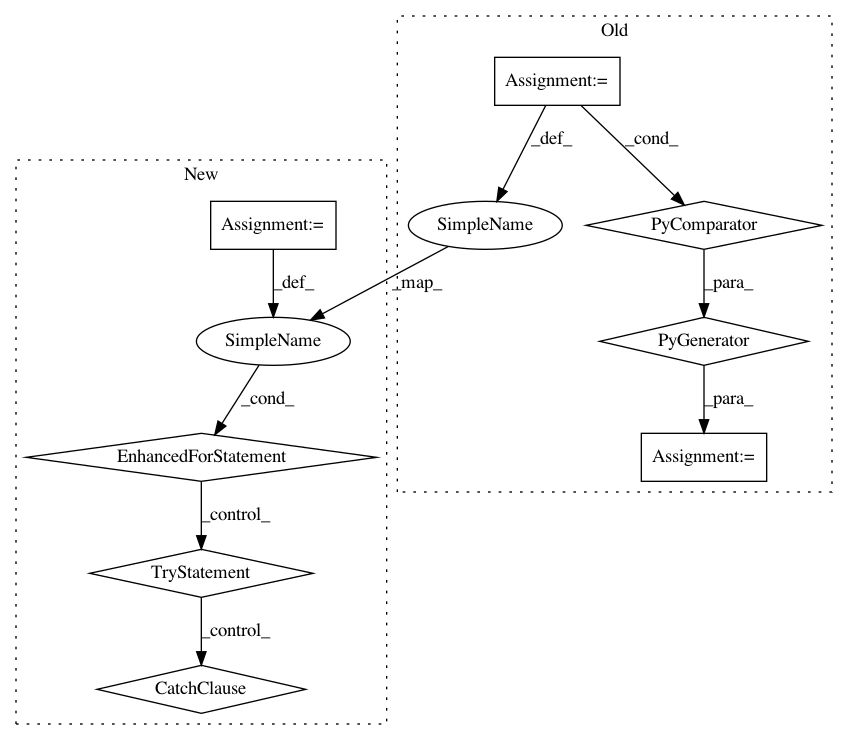 Old
Assignment:=
_def_
_cond_
New
Assignment:=
SimpleName
PyComparator
_def_
_map_
_para_
SimpleName
PyGenerator
_cond_
_para_
EnhancedForStatement
Assignment:=
_control_
TryStatement
_control_
CatchClause